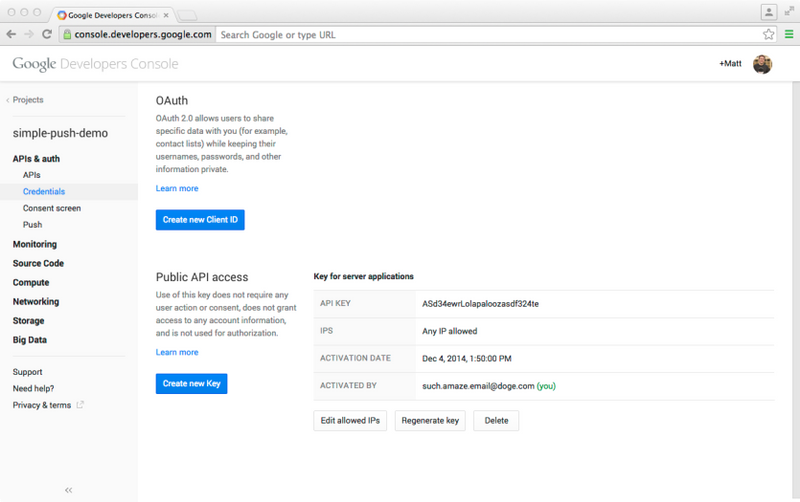 Google Developers Conso
console.developers.google.com
Search Google or type URL
Google Developers Console
+Matt
Projects
simple-push-demo
APIs & auth
APIs
Credentials
Consent screen
Push
Monitoring
Source Code
Compute
Networking
Storage
Big Data
Support
Need help?
Privacy & terms
OAuth
OAuth 2.0 allows users to share
specific data with you (for example,
contact lists) while keeping their
usernames, passwords, and other
information private.
Learn more
Create new Client ID
Public API access
Use of this key does not require any
user action or consent, does not grant
access to any account information,
and is not used for authorization.
Learn more
Create new Key
Key for server applications
API KEY ASd34ewrLolapaloozasdf324te
IPS Any IP allowed
ACTIVATION DATE Dec 4, 2014, 1:50:00 PM
ACTIVATED BY such.amaze.email@doge.com (you)
Edit allowed IPs Regenerate key Delete